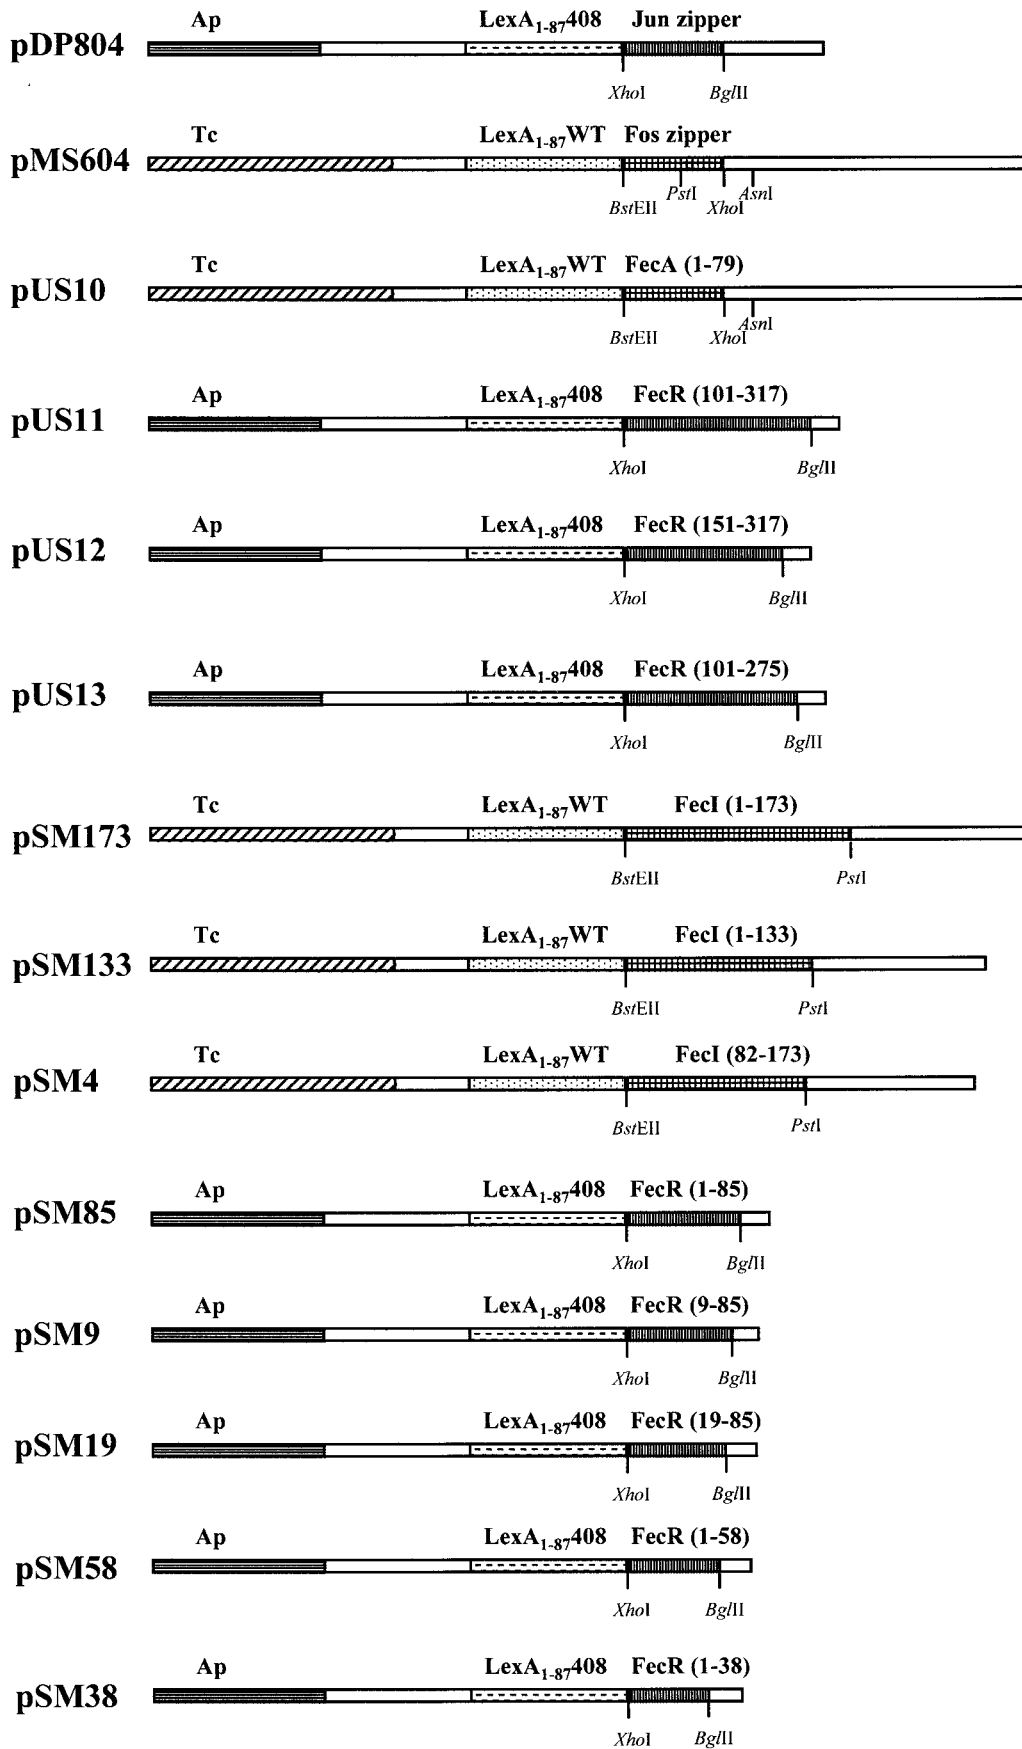 Ap LexA1-87408 Jun zipper
pDP804
XhoI BglII
Tc LexA1-87WT Fos zipper
pMS604
BstEII PstI XhoI AsnI
Tc LexA1-87WT FecA (1-79)
pUS10
BstEII XhoI AsnI
Ap LexA1-87408 FecR (101-317)
pUS11
XhoI BglII
Ap LexA1-87408 FecR (151-317)
pUS12
XhoI BglII
Ap LexA1-87408 FecR (101-275)
pUS13
XhoI BglII
Tc LexA1-87WT FecI (1-173)
pSM173
BstEII PstI
Tc LexA1-87WT FecI (1-133)
pSM133
BstEII PstI
Tc LexA1-87WT FecI (82-173)
pSM4
BstEII PstI
Ap LexA1-87408 FecR (1-85)
pSM85
XhoI BglII
Ap LexA1-87408 FecR (9-85)
pSM9
XhoI BglII
Ap LexA1-87408 FecR (19-85)
pSM19
XhoI BglII
Ap LexA1-87408 FecR (1-58)
pSM58
XhoI BglII
Ap LexA1-87408 FecR (1-38)
pSM38
XhoI BglII